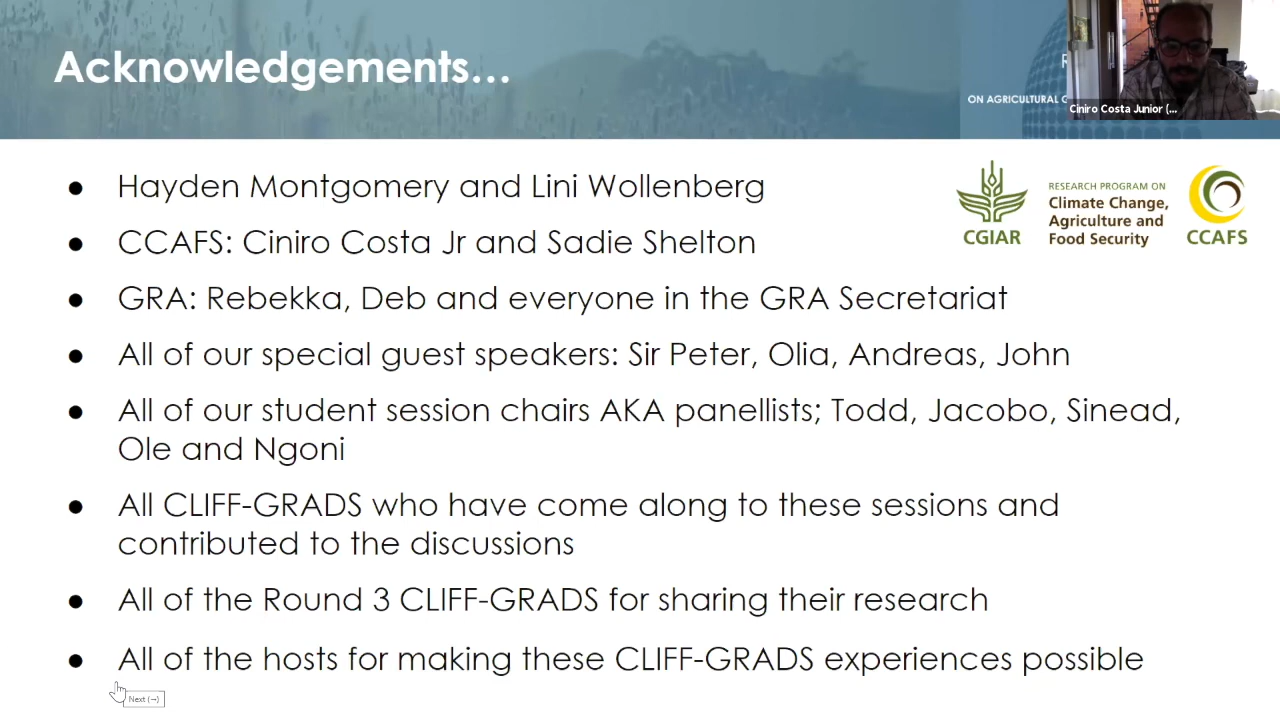 Acknowledgements...
ON AGRICULTURAL
Ciniro Costa Junior (...
● Hayden Montgomery and Lini Wollenberg
● CCAFS: Ciniro Costa Jr and Sadie Shelton
● GRA: Rebekka, Deb and everyone in the GRA Secretariat
● All of our special guest speakers: Sir Peter, Olia, Andreas, John
● All of our student session chairs AKA panellists; Todd, Jacobo, Sinead,
Ole and Ngoni
● All CLIFF-GRADS who have come along to these sessions and
contributed to the discussions
● All of the Round 3 CLIFF-GRADS for sharing their research
● All of the hosts for making these CLIFF-GRADS experiences possible
CGIAR
RESEARCH PROGRAM ON
Climate Change,
Agriculture and
Food Security
CCAFS
Next (→)